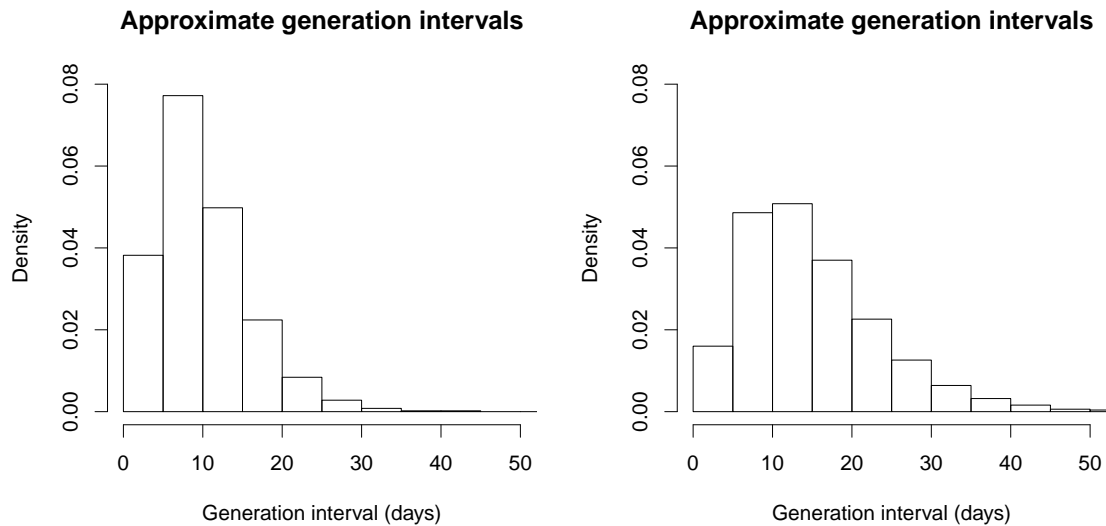 Approximate generation intervals
Density
0.00 0.02 0.04 0.06 0.08
0 10 20 30 40 50
Generation interval (days)
Approximate generation intervals
Density
0.00 0.02 0.04 0.06 0.08
0 10 20 30 40 50
Generation interval (days)